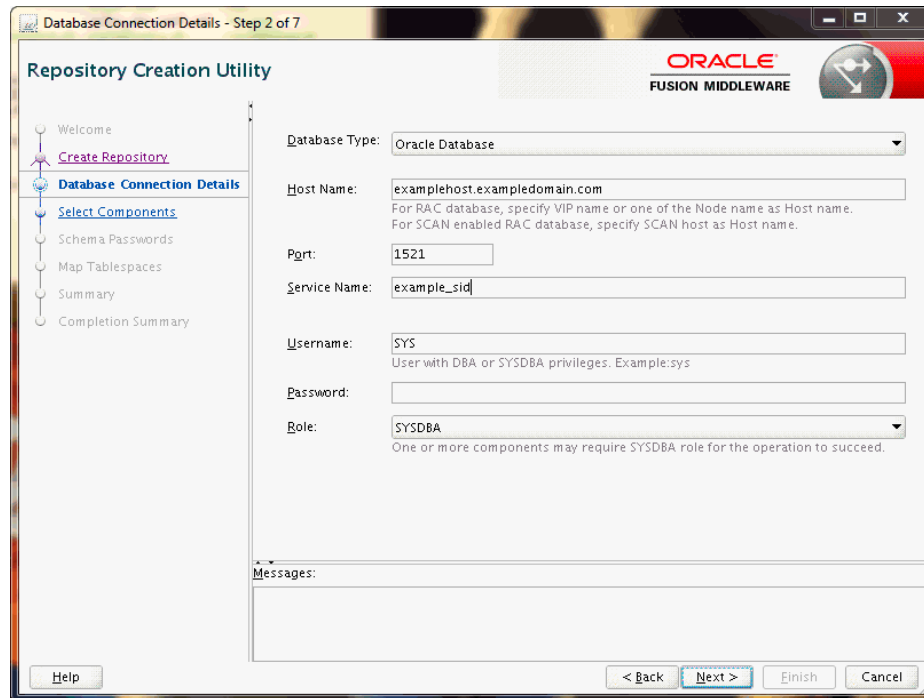 Database Connection Details - Step 2 of 7
Repository Creation Utility
ORACLE
FUSION MIDDLEWARE
Welcome
Create Repository
Database Connection Details
Select Components
Schema Passwords
Map Tablespaces
Summary
Completion Summary
Database Type: Oracle Database
Host Name: examplehost.exampledomain.com
For RAC database, specify VIP name or one of the Node name as Host name.
For SCAN enabled RAC database, specify SCAN host as Host name.
Port: 1521
Service Name: example_sid
Username: SYS
User with DBA or SYSDBA privileges. Example:sys
Password:
Role: SYSDBA
One or more components may require SYSDBA role for the operation to succeed.
Messages:
Help
< Back
Next >
Finish
Cancel